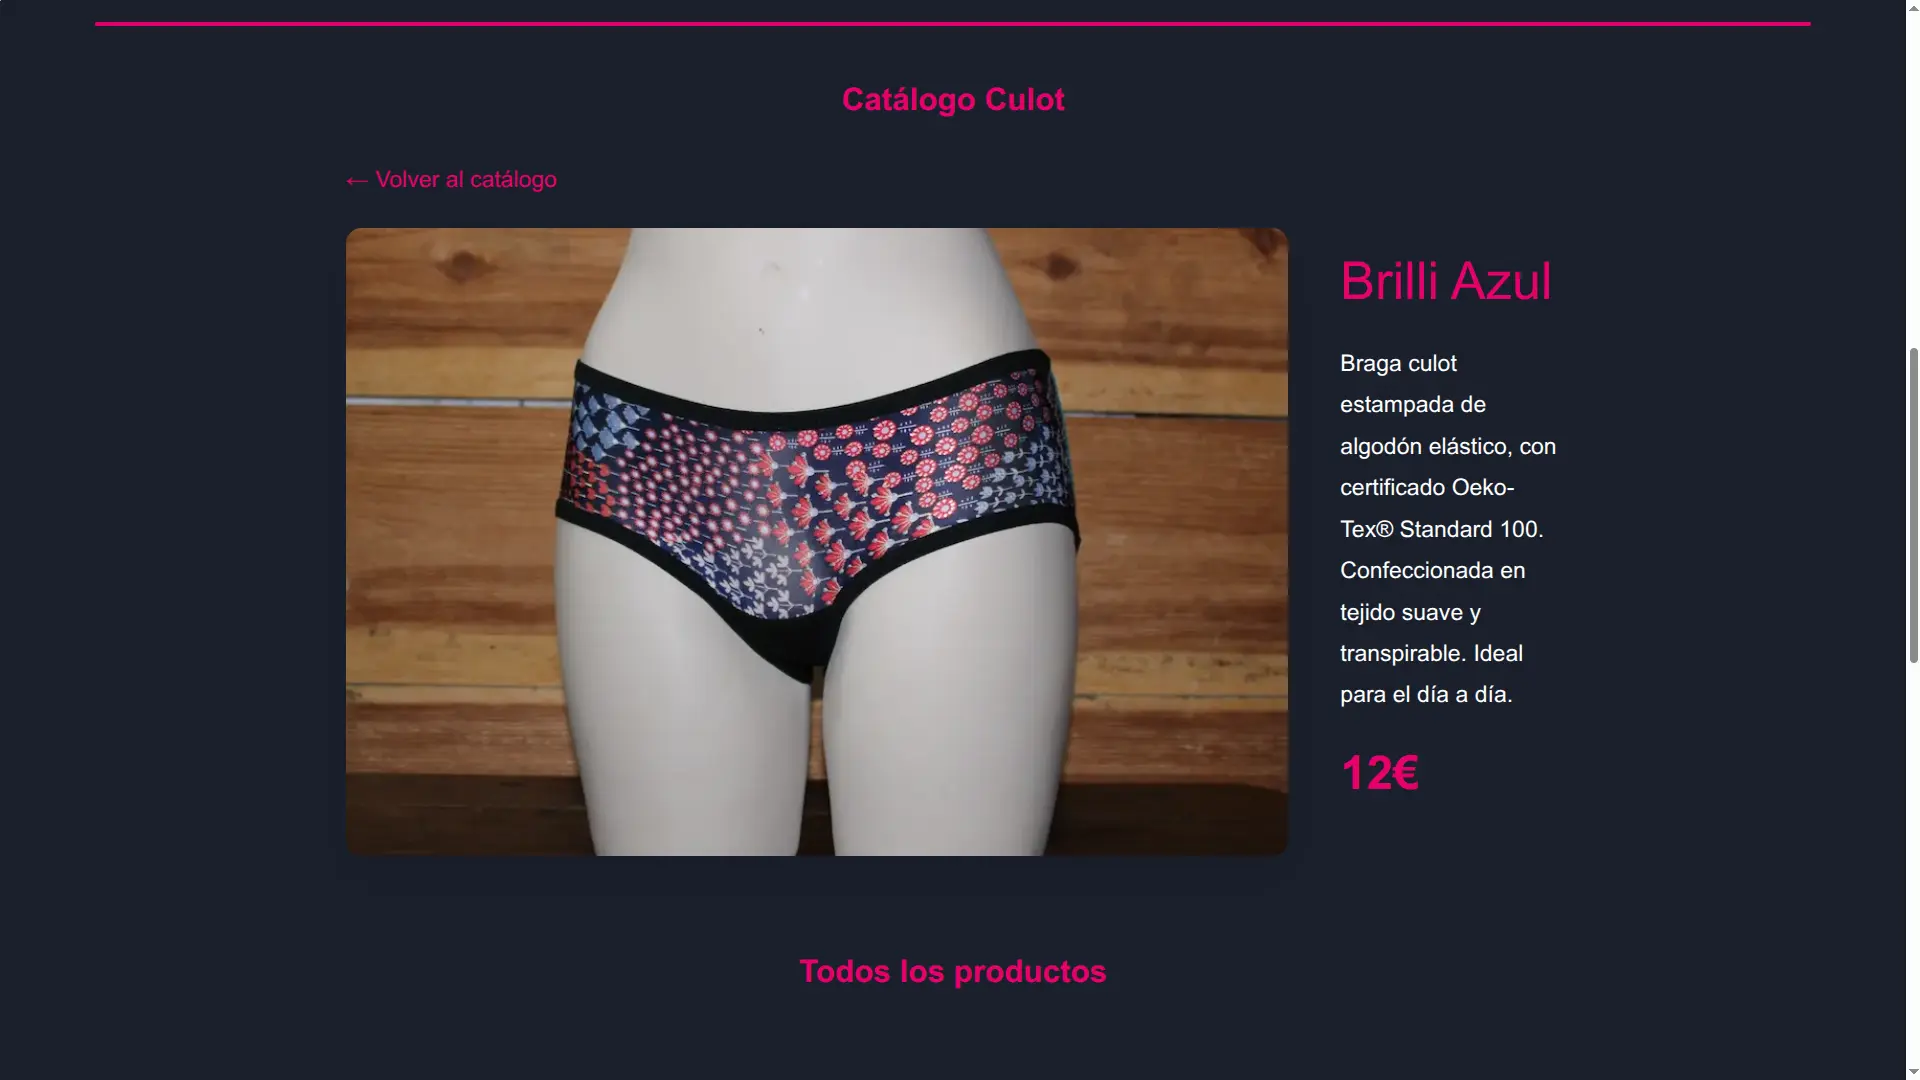 Catálogo Culot
← Volver al catálogo
Brilli Azul
Braga culot
estampada de
algodón elástico, con
certificado Oeko-
Tex® Standard 100.
Confeccionada en
tejido suave y
transpirable. Ideal
para el día a día.
12€
Todos los productos